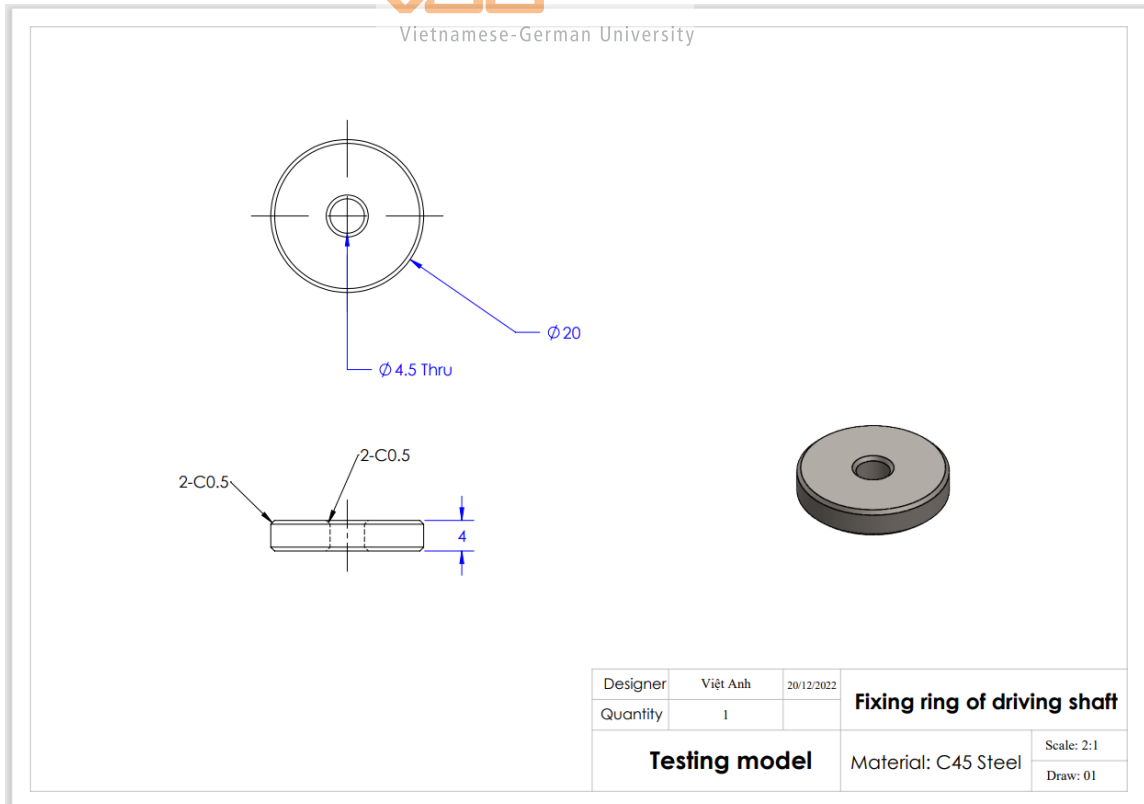 Vietnamese-German University
∅20
∅4.5 Thru
2-C0.5
2-C0.5
4
Designer Việt Anh 20/12/2022
Fixing ring of driving shaft
Quantity 1
Testing model
Material: C45 Steel
Scale: 2:1
Draw: 01